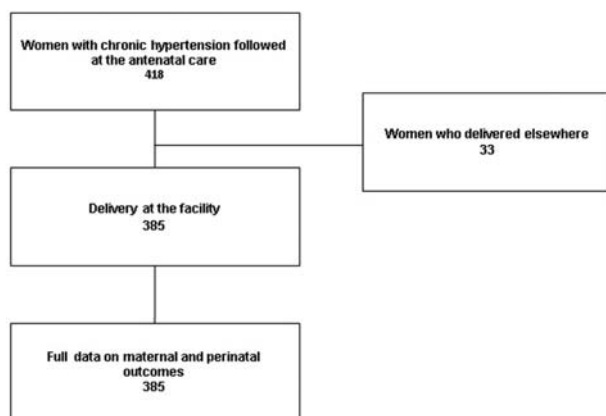 Women with chronic hypertension followed
at the antenatal care
418
Women who delivered elsewhere
33
Delivery at the facility
385
Full data on maternal and perinatal
outcomes
385